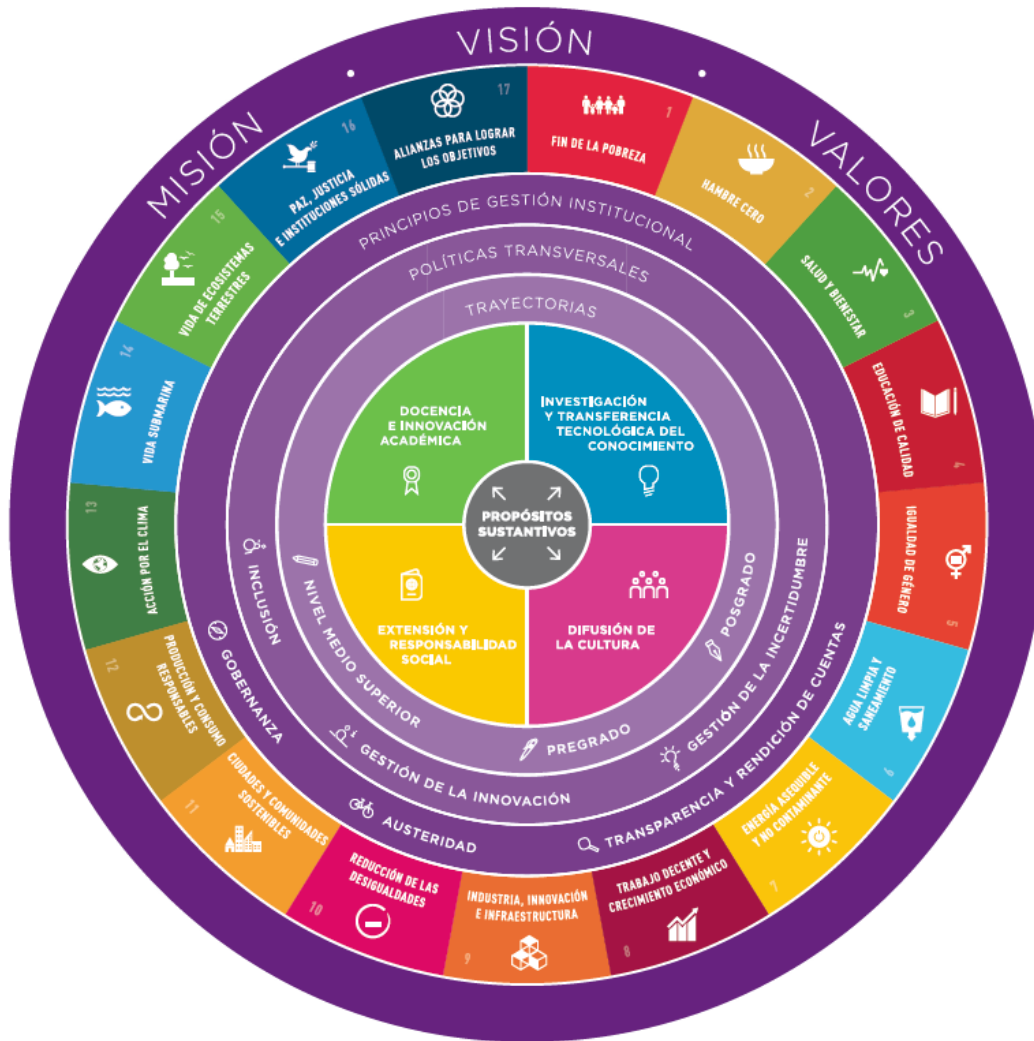 MISIÓN
VISIÓN
VALORES
1
FIN DE LA POBREZA
2
HAMBRE CERO
3
SALUD Y BIENESTAR
4
EDUCACIÓN DE CALIDAD
5
IGUALDAD DE GÉNERO
6
AGUA LIMPIA Y
SANEAMIENTO
7
ENERGÍA ASEQUIBLE
Y NO CONTAMINANTE
8
TRABAJO DECENTE Y
CRECIMIENTO ECONÓMICO
9
INDUSTRIA, INNOVACIÓN
E INFRAESTRUCTURA
10
REDUCCIÓN DE LAS
DESIGUALDADES
11
CIUDADES Y COMUNIDADES
SOSTENIBLES
12
PRODUCCIÓN Y CONSUMO
RESPONSABLES
13
ACCIÓN POR EL CLIMA
14
VIDA SUBMARINA
15
VIDA DE ECOSISTEMAS
TERRESTRES
16
PAZ, JUSTICIA
E INSTITUCIONES SÓLIDAS
17
ALIANZAS PARA LOGRAR
LOS OBJETIVOS
PRINCIPIOS DE GESTIÓN INSTITUCIONAL
GOBERNANZA
AUSTERIDAD
TRANSPARENCIA Y RENDICIÓN DE CUENTAS
POLÍTICAS TRANSVERSALES
INCLUSIÓN
GESTIÓN DE LA INNOVACIÓN
GESTIÓN DE LA INCERTIDUMBRE
TRAYECTORIAS
NIVEL MEDIO SUPERIOR
PREGRADO
POSGRADO
DOCENCIA
E INNOVACIÓN
ACADÉMICA
INVESTIGACIÓN
Y TRANSFERENCIA
TECNOLÓGICA DEL
CONOCIMIENTO
PROPÓSITOS
SUSTANTIVOS
EXTENSIÓN Y
RESPONSABILIDAD
SOCIAL
DIFUSIÓN DE
LA CULTURA